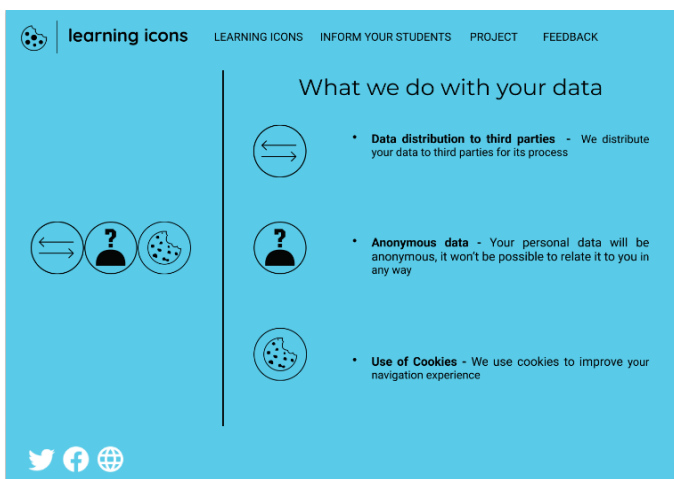 learning icons
LEARNING ICONS INFORM YOUR STUDENTS PROJECT FEEDBACK
What we do with your data
• Data distribution to third parties - We distribute
your data to third parties for its process
?
?
• Anonymous data - Your personal data will be
anonymous, it won't be possible to relate it to you in
any way
• Use of Cookies - We use cookies to improve your
navigation experience